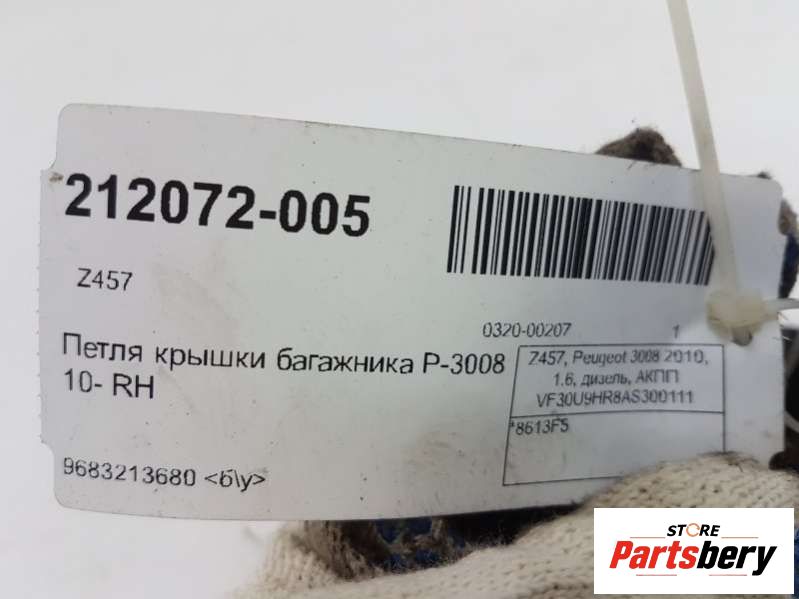 212072-005
Z457
0320-00207 1
Петля крышки багажника P-3008
10- RH
Z457, Peugeot 3008 2010,
1.6, дизель, АКПП
VF30U9HR8AS300111
*8613F5
9683213680 <б\у>
STORE
Partsbery